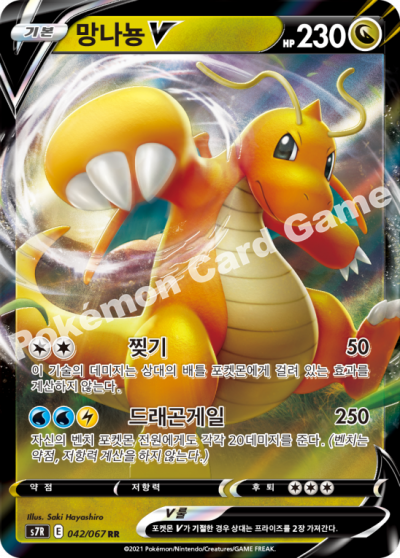 기본 망나뇽 V HP 230
Pokémon Card Game
찢기 50
이 기술의 데미지는 상대의 배틀 포켓몬에게 걸려 있는 효과를
계산하지 않는다.
드래곤게일 250
자신의 벤치 포켓몬 전원에게도 각각 20데미지를 준다. (벤치는
약점, 저항력 계산을 하지 않는다.)
약점 저항력 후퇴
Illus. Saki Hayashiro
s7R E 042/067 RR
V룰
포켓몬 V가 기절한 경우 상대는 프라이즈를 2장 가져간다.
©2021 Pokémon/Nintendo/Creatures/GAME FREAK.